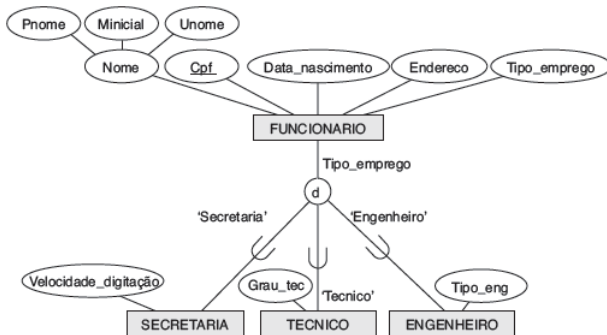 Pnome
Minicial
Unome
Nome
Cpf
Data_nascimento
Endereco
Tipo_emprego
FUNCIONARIO
Tipo_emprego
d
'Secretaria'
'Engenheiro'
Velocidade_digitação
Grau_tec
'Tecnico'
Tipo_eng
SECRETARIA
TECNICO
ENGENHEIRO